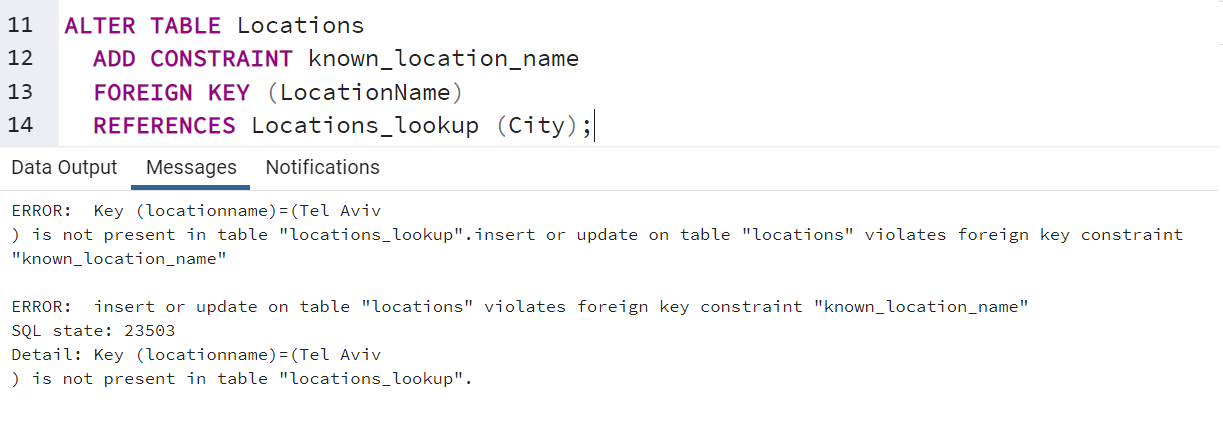 11 ALTER TABLE Locations
12 ADD CONSTRAINT known_location_name
13 FOREIGN KEY (LocationName)
14 REFERENCES Locations_lookup (City);
Data Output Messages Notifications
ERROR:  Key (locationname)=(Tel Aviv
) is not present in table "locations_lookup".insert or update on table "locations" violates foreign key constraint
"known_location_name"
ERROR:  insert or update on table "locations" violates foreign key constraint "known_location_name"
SQL state: 23503
Detail: Key (locationname)=(Tel Aviv
) is not present in table "locations_lookup".